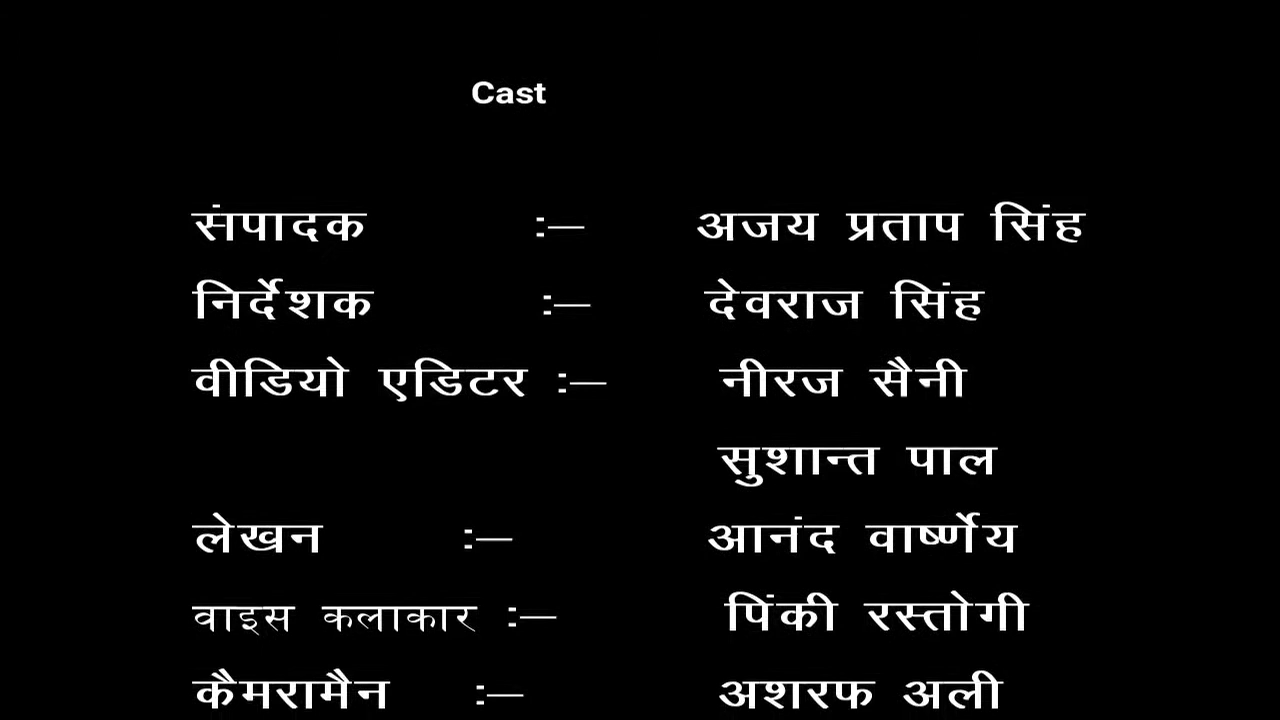 Cast
संपादक :— अजय प्रताप सिंह
निर्देशक :— देवराज सिंह
वीडियो एडिटर :— नीरज सैनी
सुशान्त पाल
लेखन :— आनंद वार्ष्णेय
वाइस कलाकार :— पिंकी रस्तोगी
कैमरामैन :— अशरफ अली